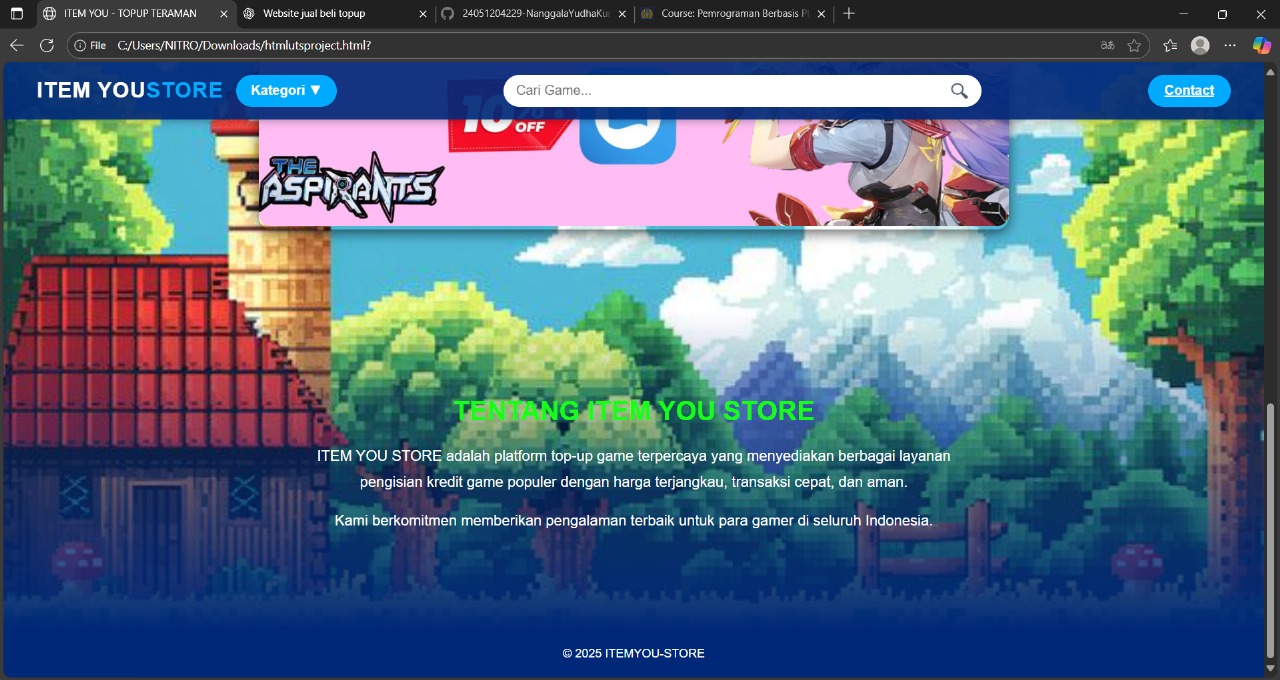 ITEM YOU - TOPUP TERAMAN
Website jual beli topup
24051204229-NanggalaYudhaKu
Course: Pemrograman Berbasis
File
C:/Users/NITRO/Downloads/htmlutsproject.html?
ITEM YOUSTORE
Kategori ▼
Cari Game...
Contact
10%
OFF
THE
ASPIRANTS
TENTANG ITEM YOU STORE
ITEM YOU STORE adalah platform top-up game terpercaya yang menyediakan berbagai layanan
pengisian kredit game populer dengan harga terjangkau, transaksi cepat, dan aman.
Kami berkomitmen memberikan pengalaman terbaik untuk para gamer di seluruh Indonesia.
© 2025 ITEMYOU-STORE